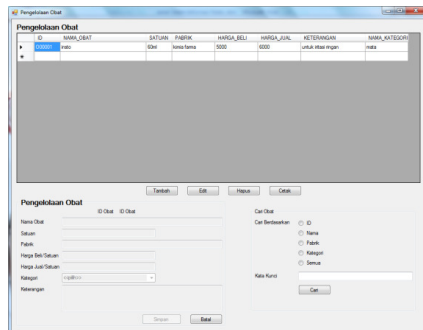 Pengelolaan Obat
Pengelolaan Obat
ID NAMA_OBAT SATUAN FABRIK HARGA_BELI HARGA_JUAL KETERANGAN NAMA_KATEGORI
O00001 insto 60ml kimia farma 5000 6000 untuk iritasi ringan mata
Tambah Edit Hapus Cetak
Pengelolaan Obat
ID Obat ID Obat
Nama Obat
Satuan
Fabrik
Harga Beli/Satuan
Harga Jual/Satuan
Kategori
Keterangan
Simpan Batal
Cari Obat
Cari Berdasarkan ID
Nama
Fabrik
Kategori
Semua
Kata Kunci
Cari